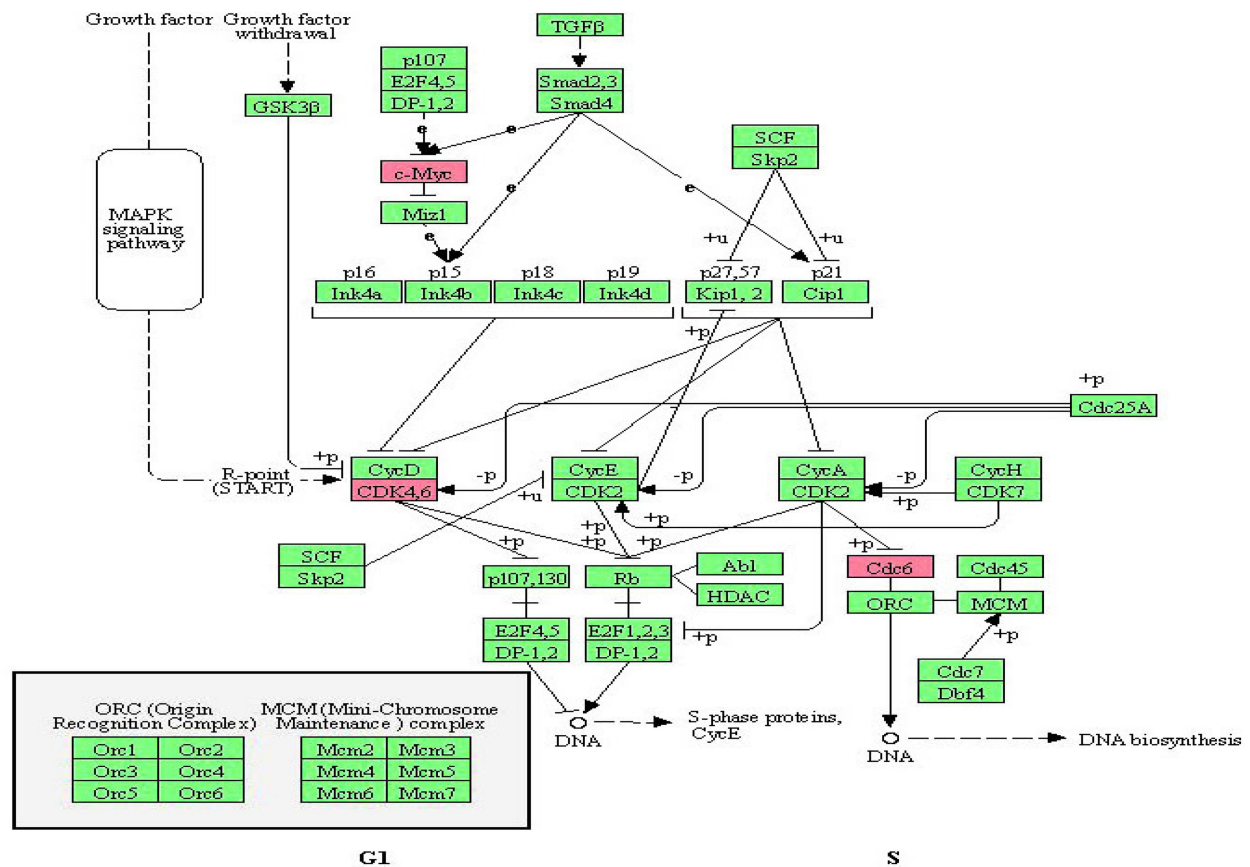 Growth factor
Growth factor
withdrawal
TGFβ
p107
E2F4,5
DP-1,2
Smad2,3
Smad4
GSK3β
SCF
Skp2
e
e
c-Myc
MAPK
signaling
pathway
e
e
Miz1
e
+u
+u
p16
Ink4a
p15
Ink4b
p18
Ink4c
p19
Ink4d
p27,57
Kip1, 2
p21
Cip1
+p
+p
Cdc25A
+p
R-point
(START)
CycD
CDK4,6
-p
CycE
CDK2
-p
CycA
CDK2
-p
+p
CycH
CDK7
+u
+p
+p
+p
+p
+p
+p
SCF
Skp2
p107,130
Rb
Abl
HDAC
Cdc6
Cdc45
ORC
MCM
E2F4,5
DP-1,2
E2F1,2,3
DP-1,2
+p
+p
Cdc7
Dbf4
DNA
S-phase proteins,
CycE
DNA
DNA biosynthesis
ORC (Origin
Recognition Complex)
Orc1 Orc2
Orc3 Orc4
Orc5 Orc6
MCM (Mini-Chromosome
Maintenance ) complex
Mcm2 Mcm3
Mcm4 Mcm5
Mcm6 Mcm7
G1
S